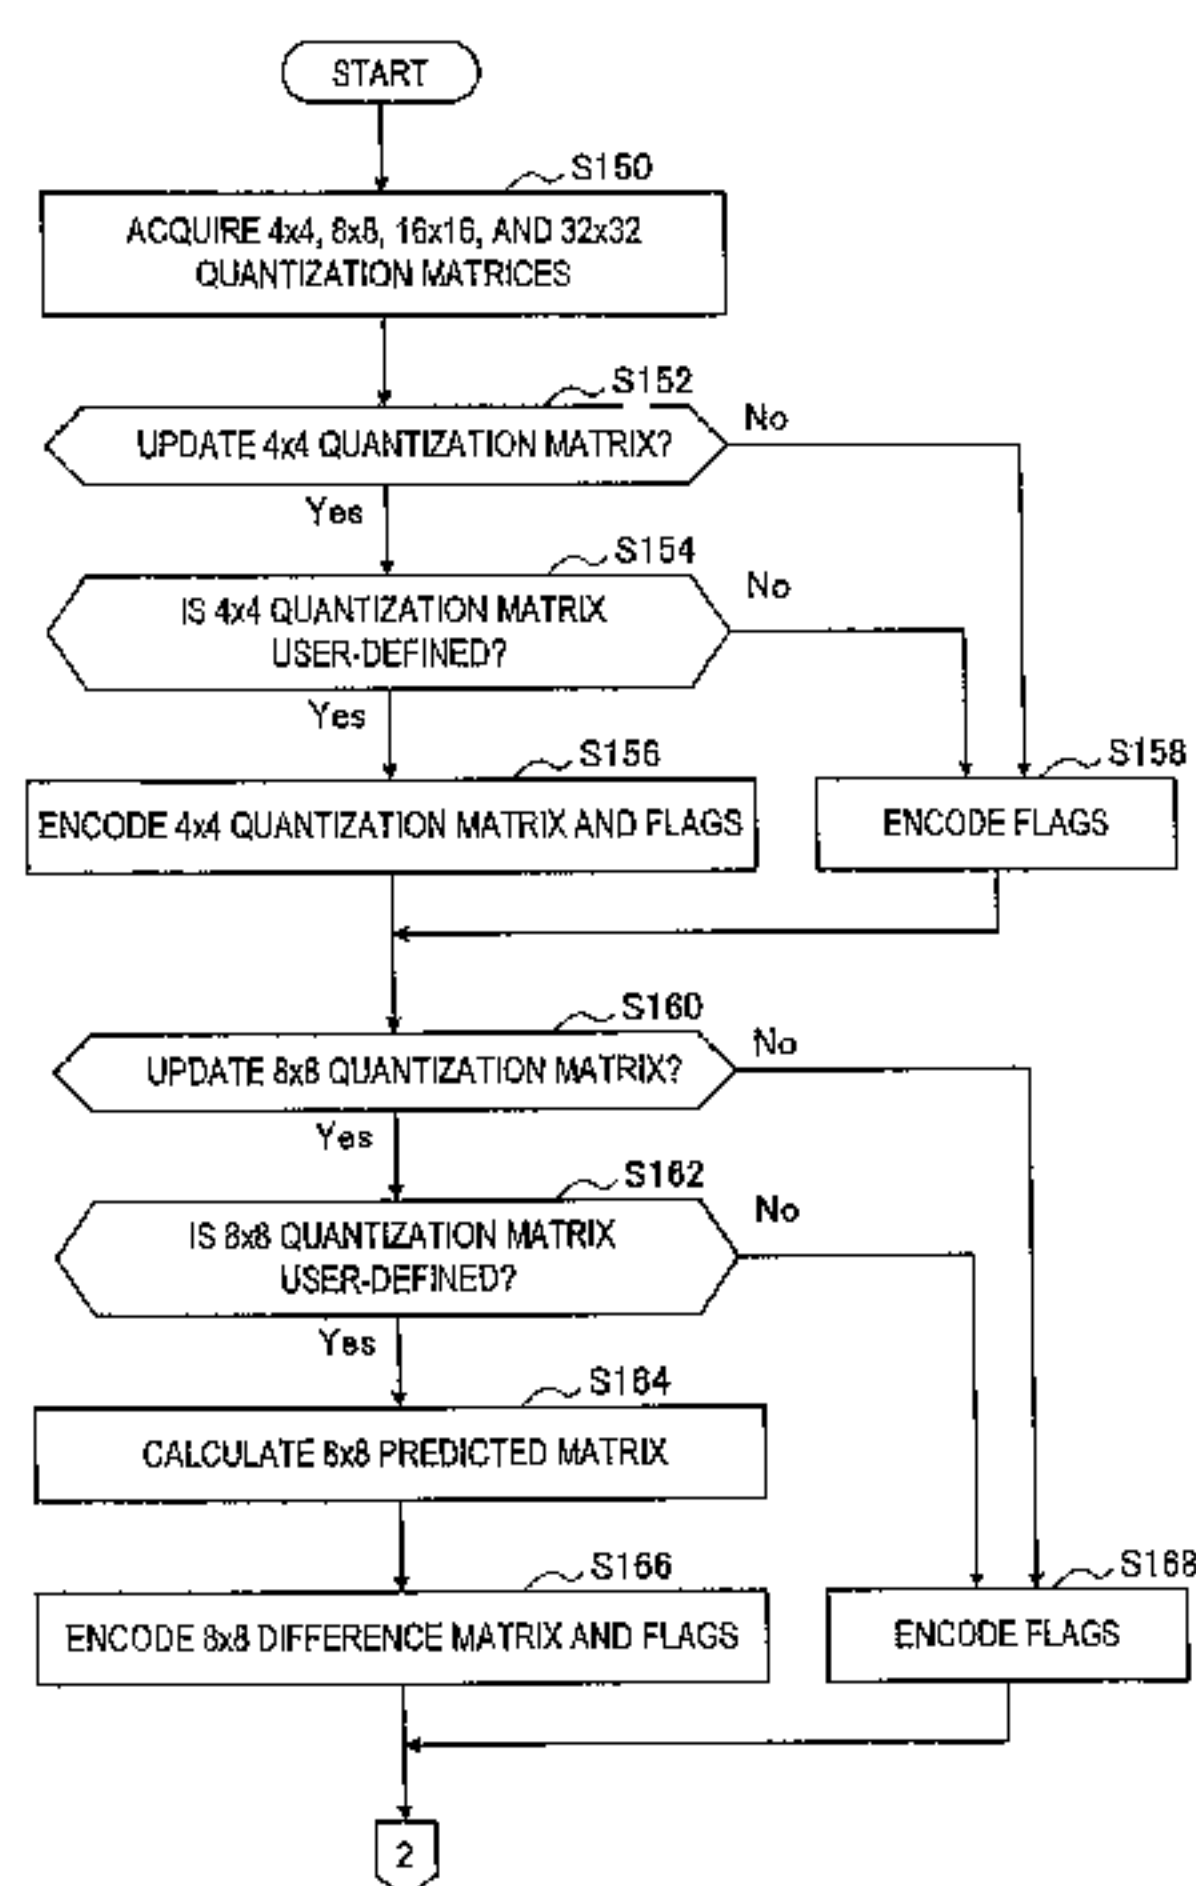 START
S150
ACQUIRE 4x4, 8x8, 16x16, AND 32x32
QUANTIZATION MATRICES
S152
UPDATE 4x4 QUANTIZATION MATRIX?
No
Yes
S154
IS 4x4 QUANTIZATION MATRIX
USER-DEFINED?
No
Yes
S156
ENCODE 4x4 QUANTIZATION MATRIX AND FLAGS
S158
ENCODE FLAGS
S160
UPDATE 8x8 QUANTIZATION MATRIX?
No
Yes
S162
IS 8x8 QUANTIZATION MATRIX
USER-DEFINED?
No
Yes
S164
CALCULATE 8x8 PREDICTED MATRIX
S166
ENCODE 8x8 DIFFERENCE MATRIX AND FLAGS
S168
ENCODE FLAGS
2